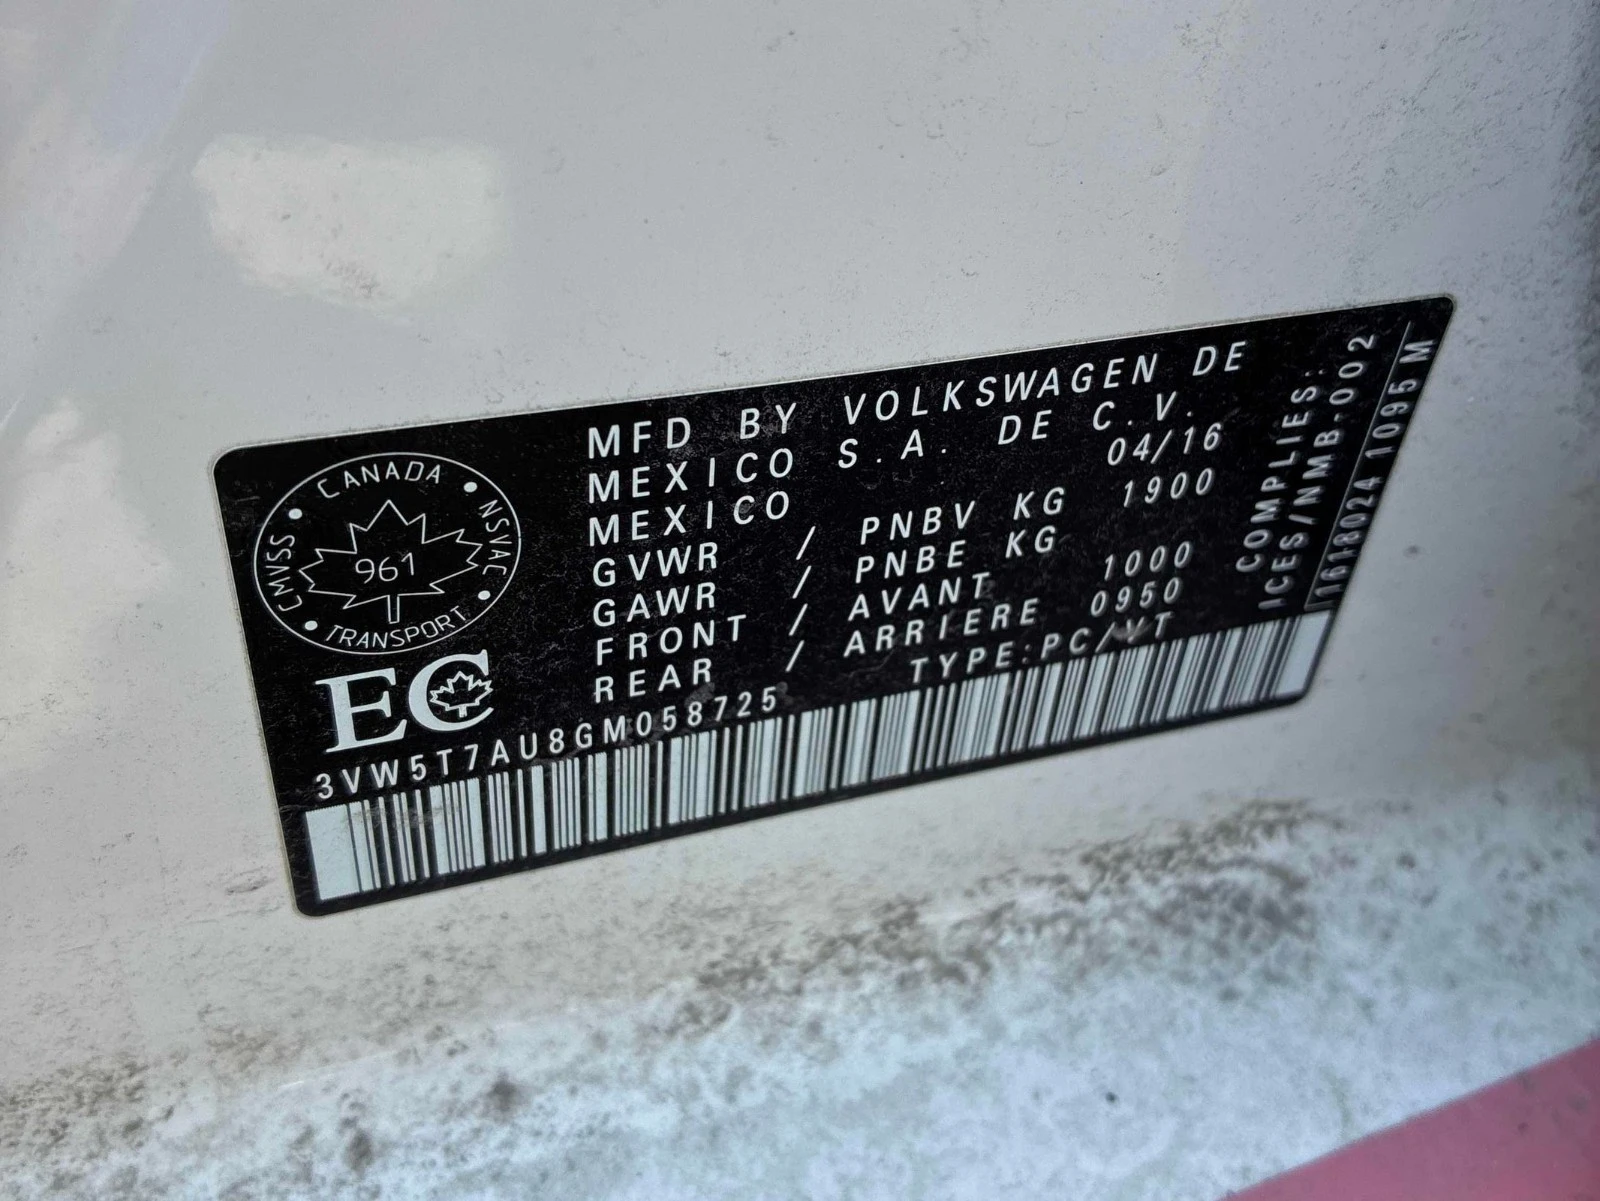 CANADA
CMVSS
NSVAC
961
TRANSPORT
EC
MFD BY VOLKSWAGEN DE
MEXICO S.A. DE C.V.
MEXICO 04/16
GVWR / PNBV KG 1900
GAWR / PNBE KG
FRONT / AVANT 1000
REAR / ARRIERE 0950
TYPE:PC/VT
3VW5T7AU8GM058725
COMPLIES:
ICES/NMB-002
1618024 1095 M